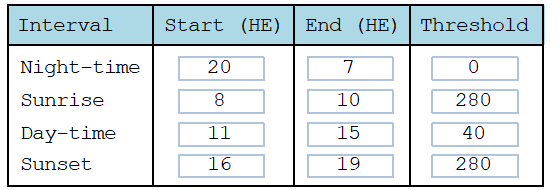 Interval Start (HE) End (HE) Threshold
Night-time 20 7 0
Sunrise 8 10 280
Day-time 11 15 40
Sunset 16 19 280